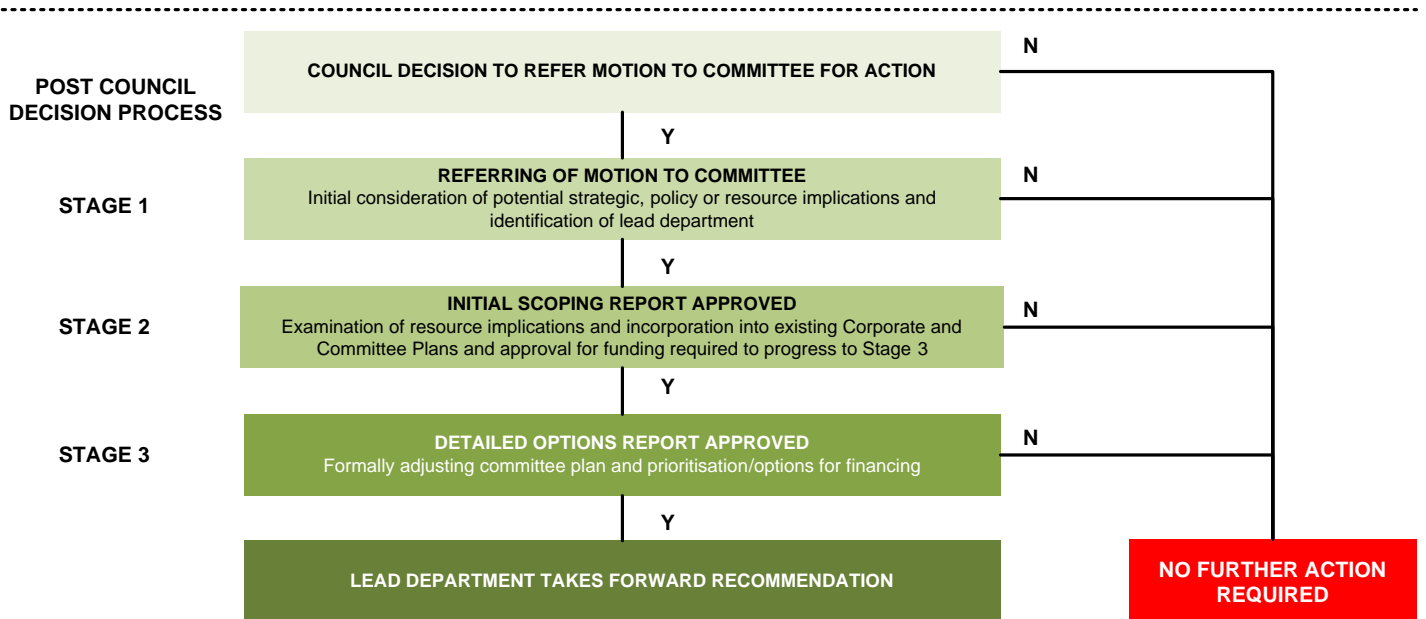 POST COUNCIL
DECISION PROCESS
COUNCIL DECISION TO REFER MOTION TO COMMITTEE FOR ACTION
N
Y
STAGE 1
REFERRING OF MOTION TO COMMITTEE
Initial consideration of potential strategic, policy or resource implications and
identification of lead department
N
Y
STAGE 2
INITIAL SCOPING REPORT APPROVED
Examination of resource implications and incorporation into existing Corporate and
Committee Plans and approval for funding required to progress to Stage 3
N
Y
STAGE 3
DETAILED OPTIONS REPORT APPROVED
Formally adjusting committee plan and prioritisation/options for financing
N
Y
LEAD DEPARTMENT TAKES FORWARD RECOMMENDATION
NO FURTHER ACTION
REQUIRED